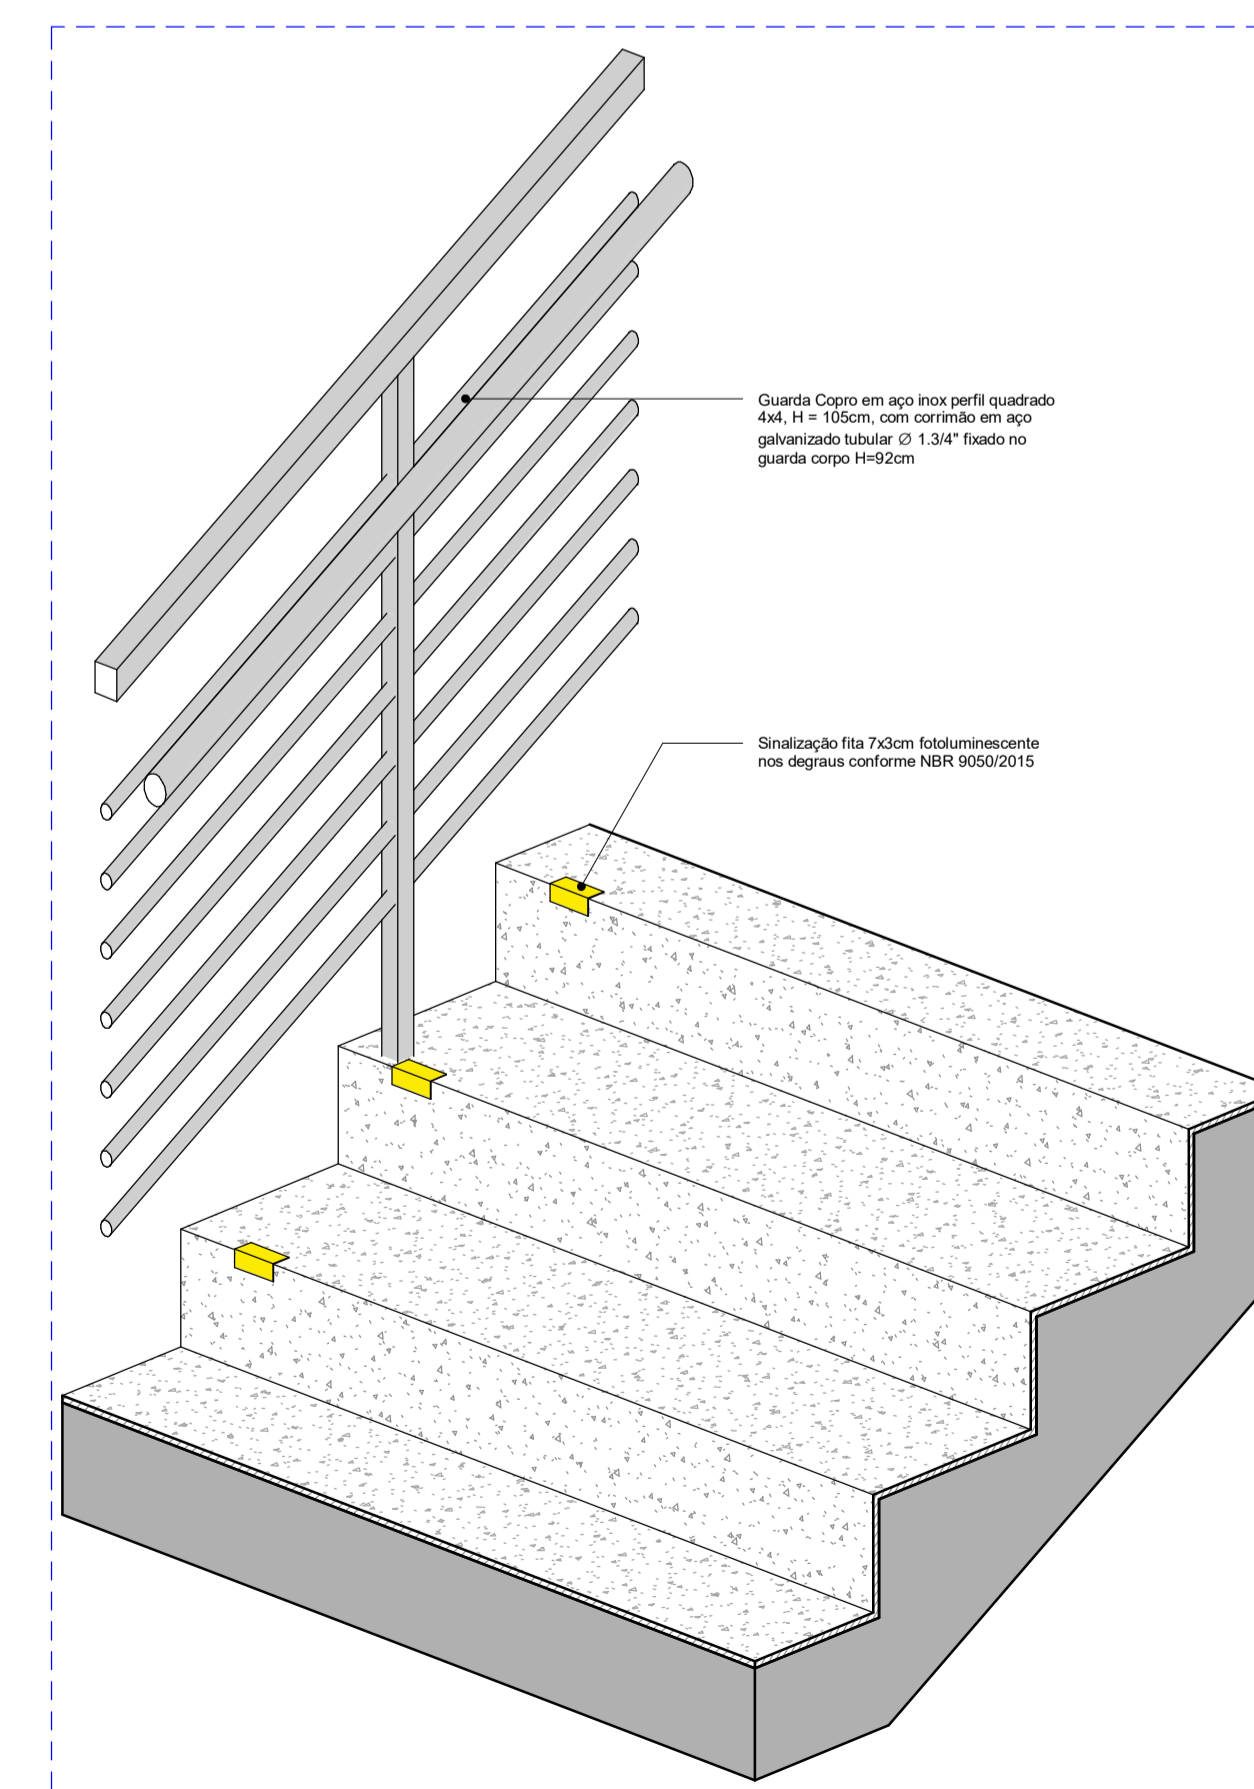 Guarda Copro em aço inox perfil quadrado
4x4, H = 105cm, com corrimão em aço
galvanizado tubular ∅ 1.3/4" fixado no
guarda corpo H=92cm
Sinalização fita 7x3cm fotoluminescente
nos degraus conforme NBR 9050/2015